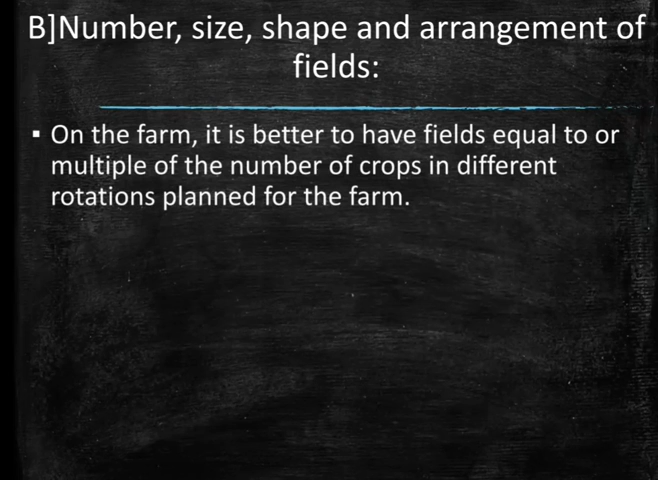 B]Number, size, shape and arrangement of
fields:
▪ On the farm, it is better to have fields equal to or
multiple of the number of crops in different
rotations planned for the farm.